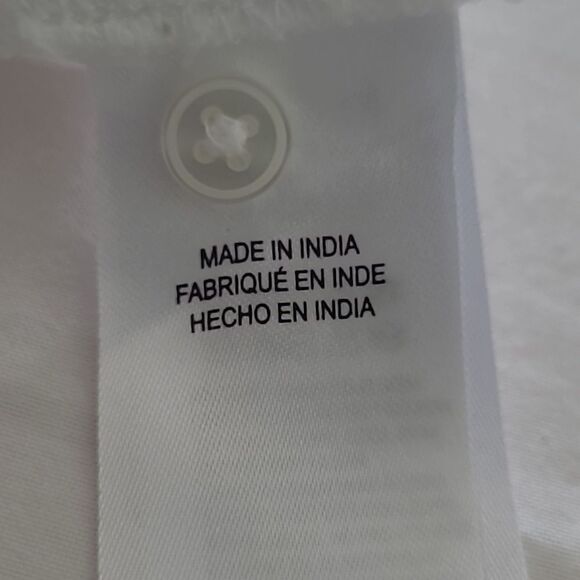 MADE IN INDIA
FABRIQUÉ EN INDE
HECHO EN INDIA